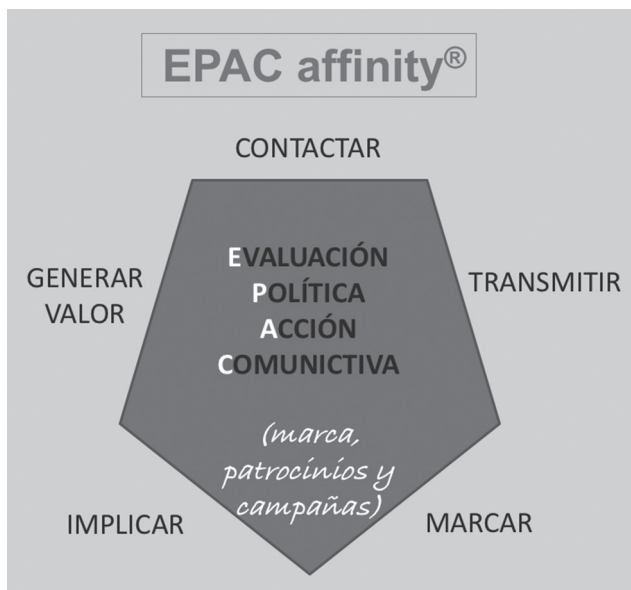 EPAC affinity®
CONTACTAR
GENERAR
VALOR
TRANSMITIR
EVALUACIÓN
POLÍTICA
ACCIÓN
COMUNICTIVA
(marca,
patrocinios y
campañas)
IMPLICAR
MARCAR